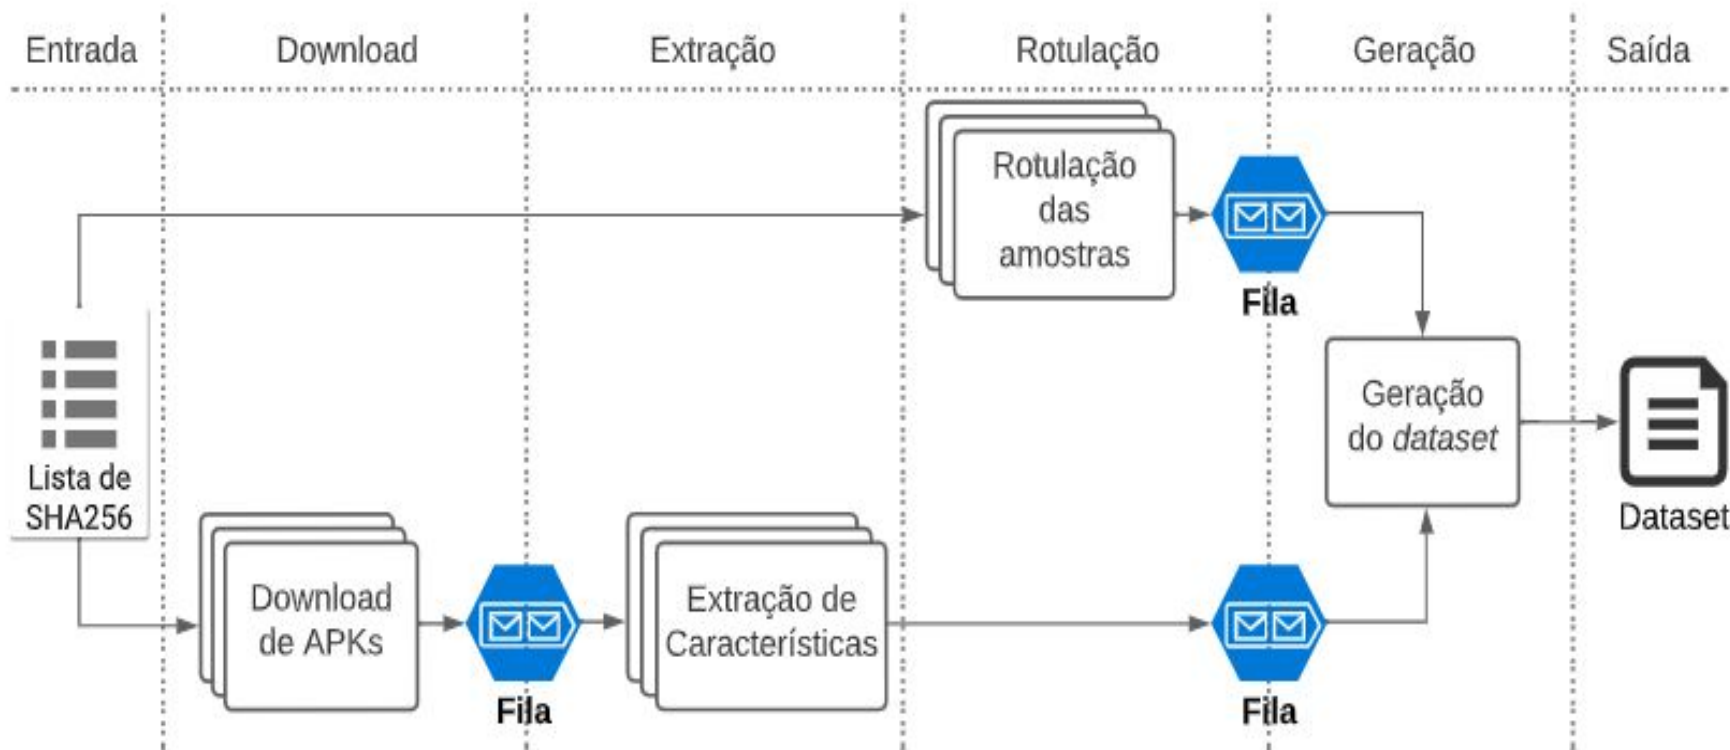 Entrada
Download
Extração
Rotulação
Geração
Saída
Rotulação
das
amostras
Fila
Lista de
SHA256
Geração
do dataset
Dataset
Download
de APKs
Fila
Extração de
Características
Fila